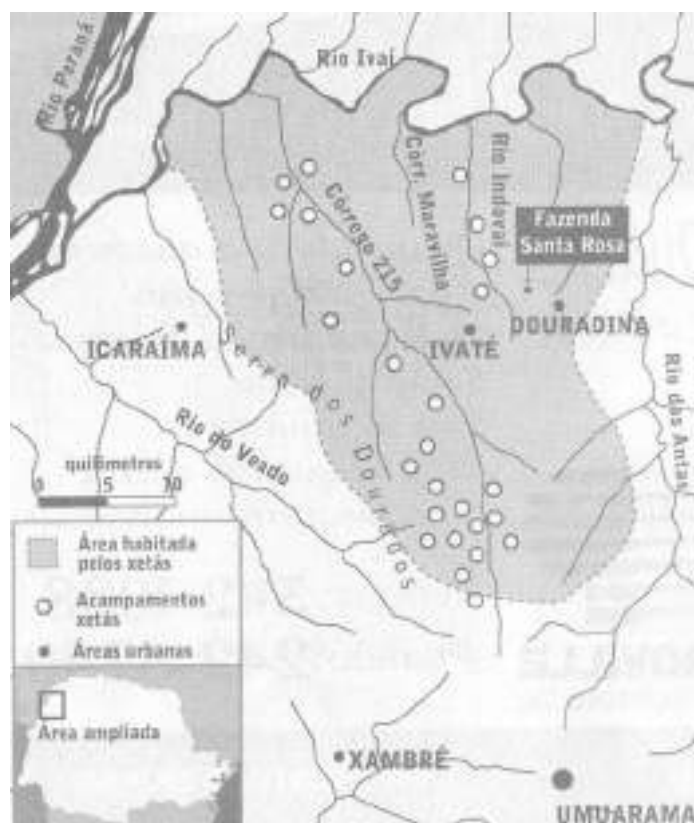 Rio Paraná
Rio Ivaí
Corr. Maravilha
Rio Indovaí
Córrego 215
Fazenda
Santa Rosa
DOURADINA
IVATÉ
ICARAÍMA
Serra dos Dourados
Rio do Veado
Rio das Antas
quilômetros
0 5 10
Área habitada
pelos xetás
Acampamentos
xetás
Áreas urbanas
Área ampliada
XAMBRÉ
UMUARAMA